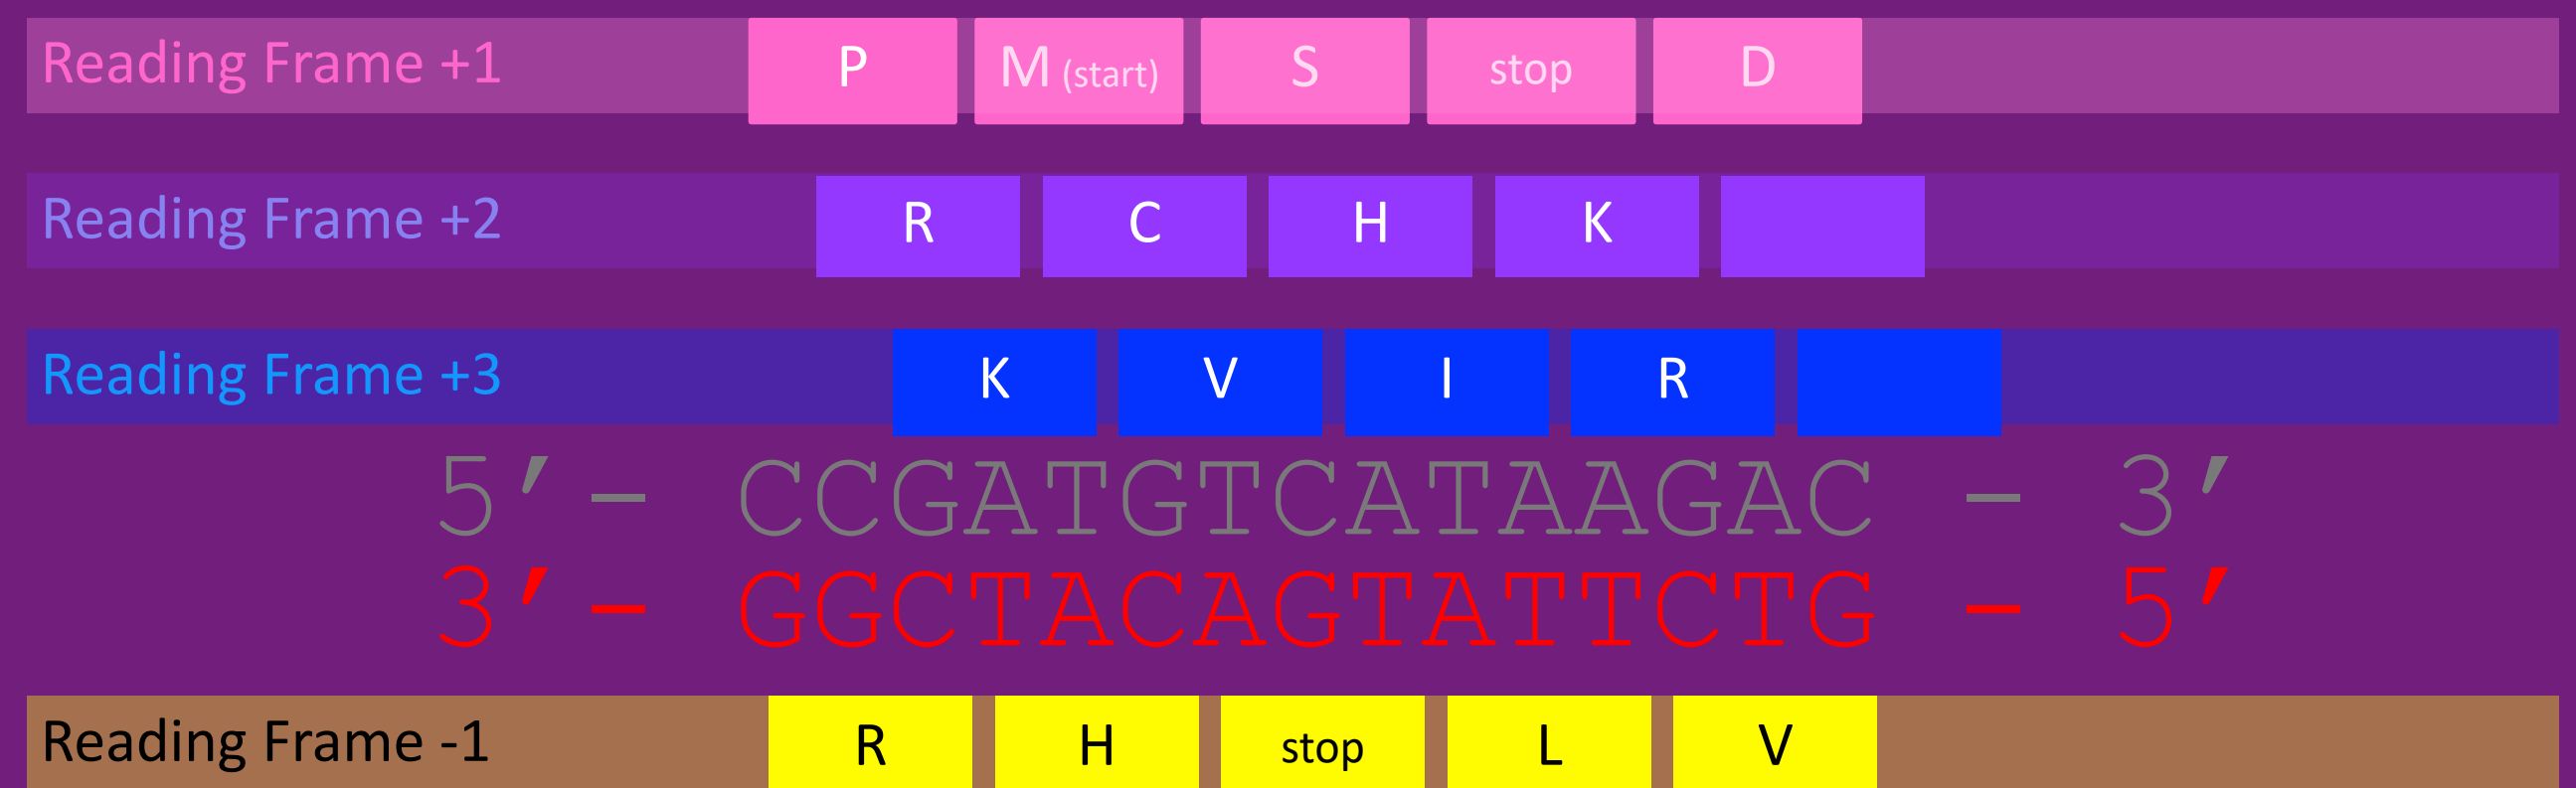 Reading Frame +1 P M (start) S stop D
Reading Frame +2 R C H K
Reading Frame +3 K V I R
5’- CCGATGTCATAAGAC - 3’
3’- GGCTACAGTATTCTG - 5’
Reading Frame -1 R H stop L V